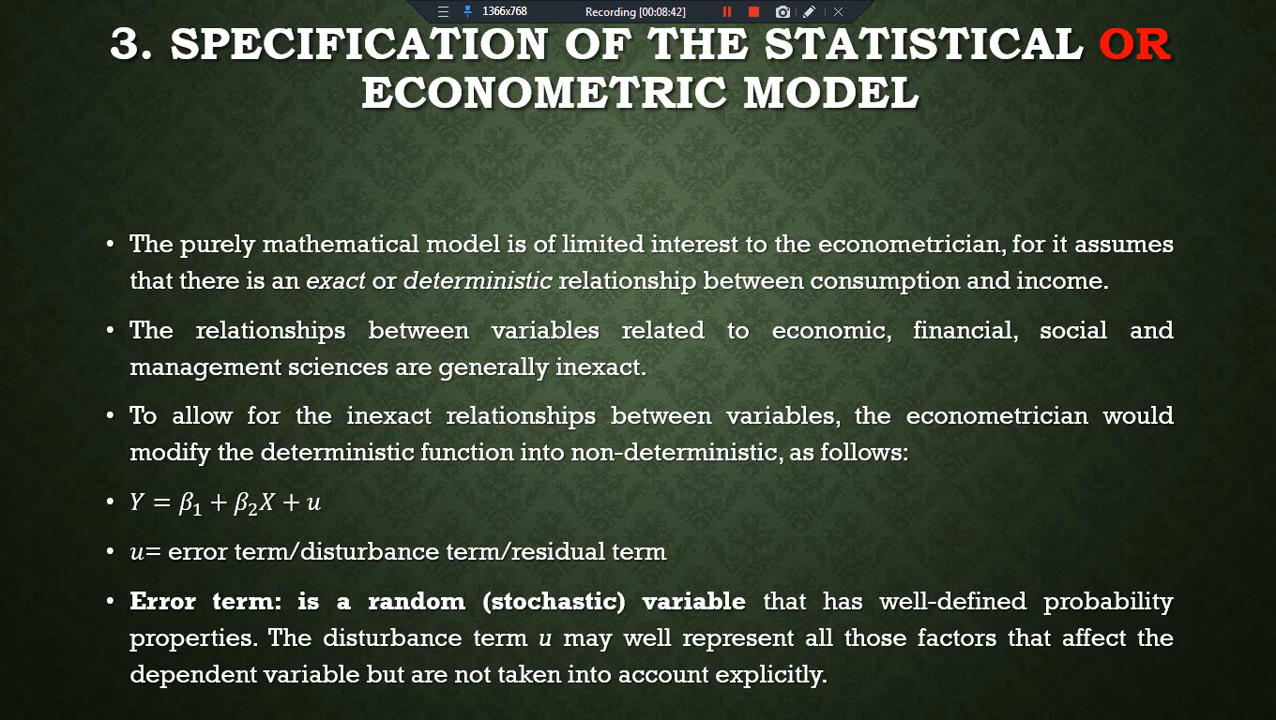 1366x768 Recording [00:08:42]
3. SPECIFICATION OF THE STATISTICAL OR
ECONOMETRIC MODEL
• The purely mathematical model is of limited interest to the econometrician, for it assumes
that there is an exact or deterministic relationship between consumption and income.
• The relationships between variables related to economic, financial, social and
management sciences are generally inexact.
• To allow for the inexact relationships between variables, the econometrician would
modify the deterministic function into non-deterministic, as follows:
• Y = β₁ + β₂X + u
• u= error term/disturbance term/residual term
• Error term: is a random (stochastic) variable that has well-defined probability
properties. The disturbance term u may well represent all those factors that affect the
dependent variable but are not taken into account explicitly.